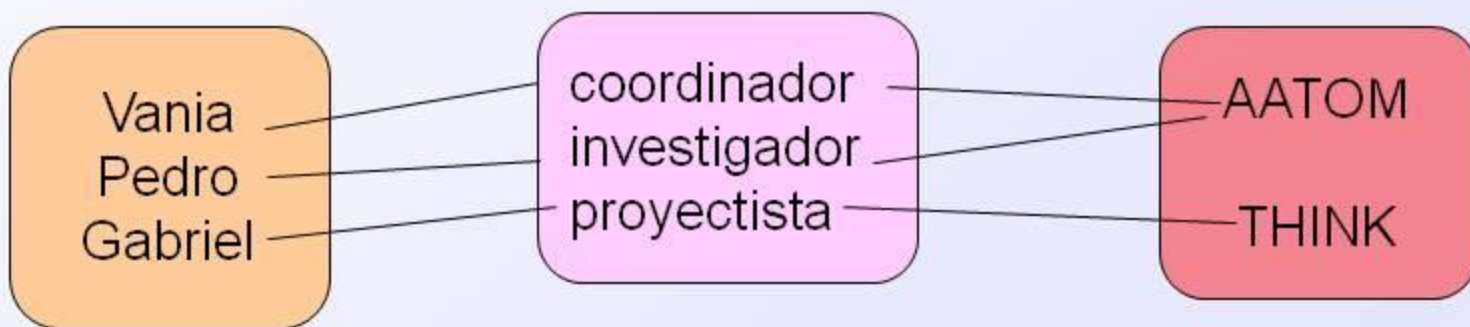 Vania
Pedro
Gabriel
coordinador
investigador
proyectista
AATOM
THINK